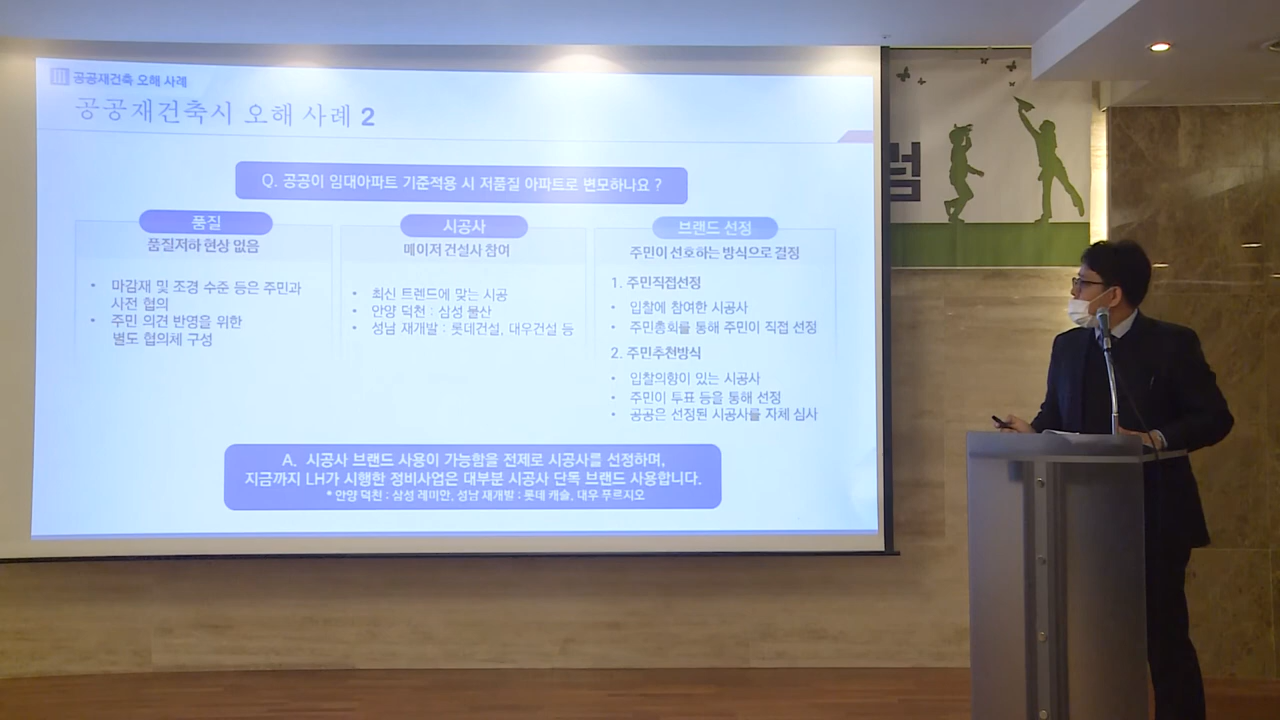 Ⅲ 공공재건축 오해 사례
공공재건축시 오해 사례 2
Q. 공공이 임대아파트 기준적용 시 저품질 아파트로 변모하나요 ?
품질
품질저하 현상 없음
• 마감재 및 조경 수준 등은 주민과
사전 협의
• 주민 의견 반영을 위한
별도 협의체 구성
시공사
메이저 건설사 참여
• 최신 트렌드에 맞는 시공
• 안양 덕천 : 삼성 물산
• 성남 재개발 : 롯데건설, 대우건설 등
브랜드 선정
주민이 선호하는 방식으로 결정
1. 주민직접선정
• 입찰에 참여한 시공사
• 주민총회를 통해 주민이 직접 선정
2. 주민추천방식
• 입찰의향이 있는 시공사
• 주민이 투표 등을 통해 선정
• 공공은 선정된 시공사를 자체 심사
A. 시공사 브랜드 사용이 가능함을 전제로 시공사를 선정하며,
지금까지 LH가 시행한 정비사업은 대부분 시공사 단독 브랜드 사용합니다.
* 안양 덕천 : 삼성 레미안, 성남 재개발 : 롯데 캐슬, 대우 푸르지오
럼